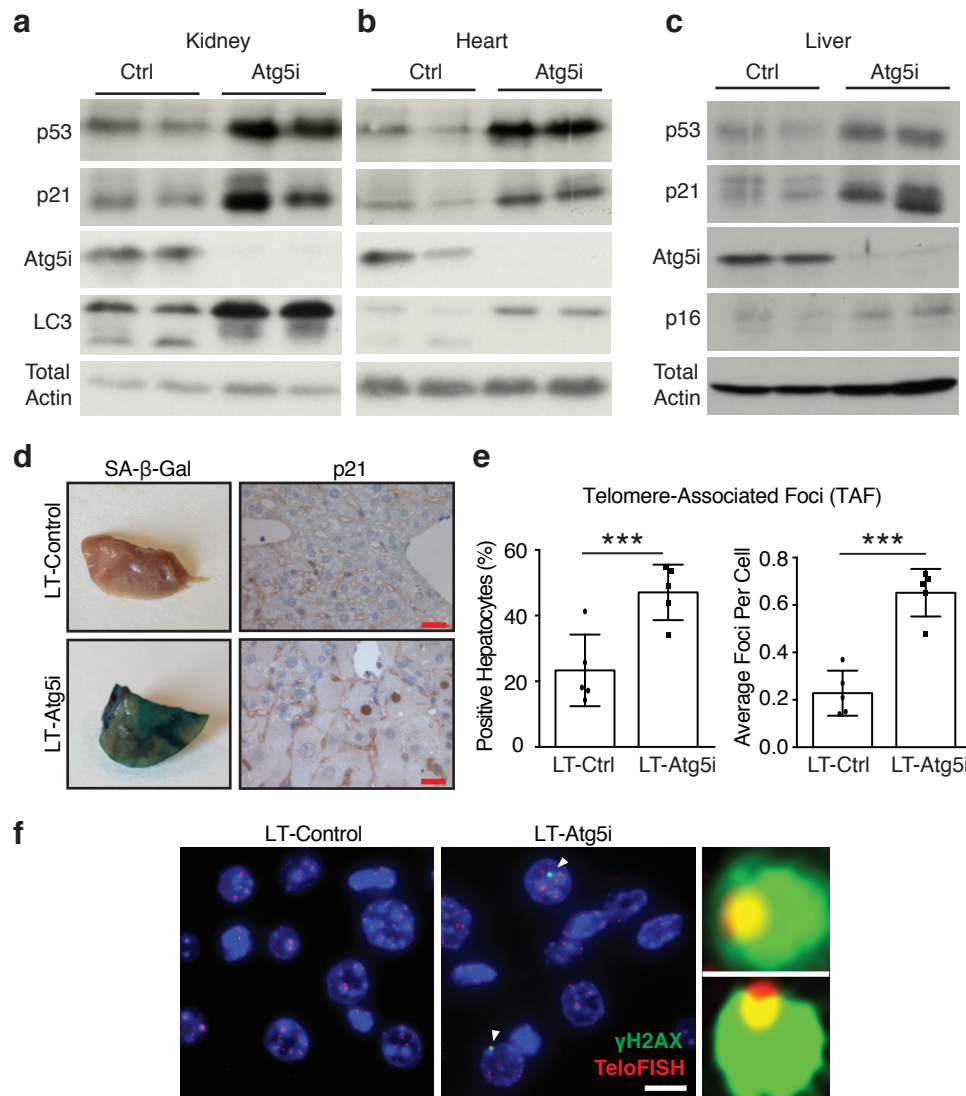 a
Kidney
Ctrl Atg5i
p53
p21
Atg5i
LC3
Total
Actin
b
Heart
Ctrl Atg5i
c
Liver
Ctrl Atg5i
p53
p21
Atg5i
p16
Total
Actin
d
SA-β-Gal p21
LT-Control
LT-Atg5i
e
Telomere-Associated Foci (TAF)
Positive Hepatocytes (%)
60
40
20
0
***
LT-Ctrl LT-Atg5i
Average Foci Per Cell
0.8
0.6
0.4
0.2
0.0
***
LT-Ctrl LT-Atg5i
f
LT-Control LT-Atg5i
γH2AX
TeloFISH